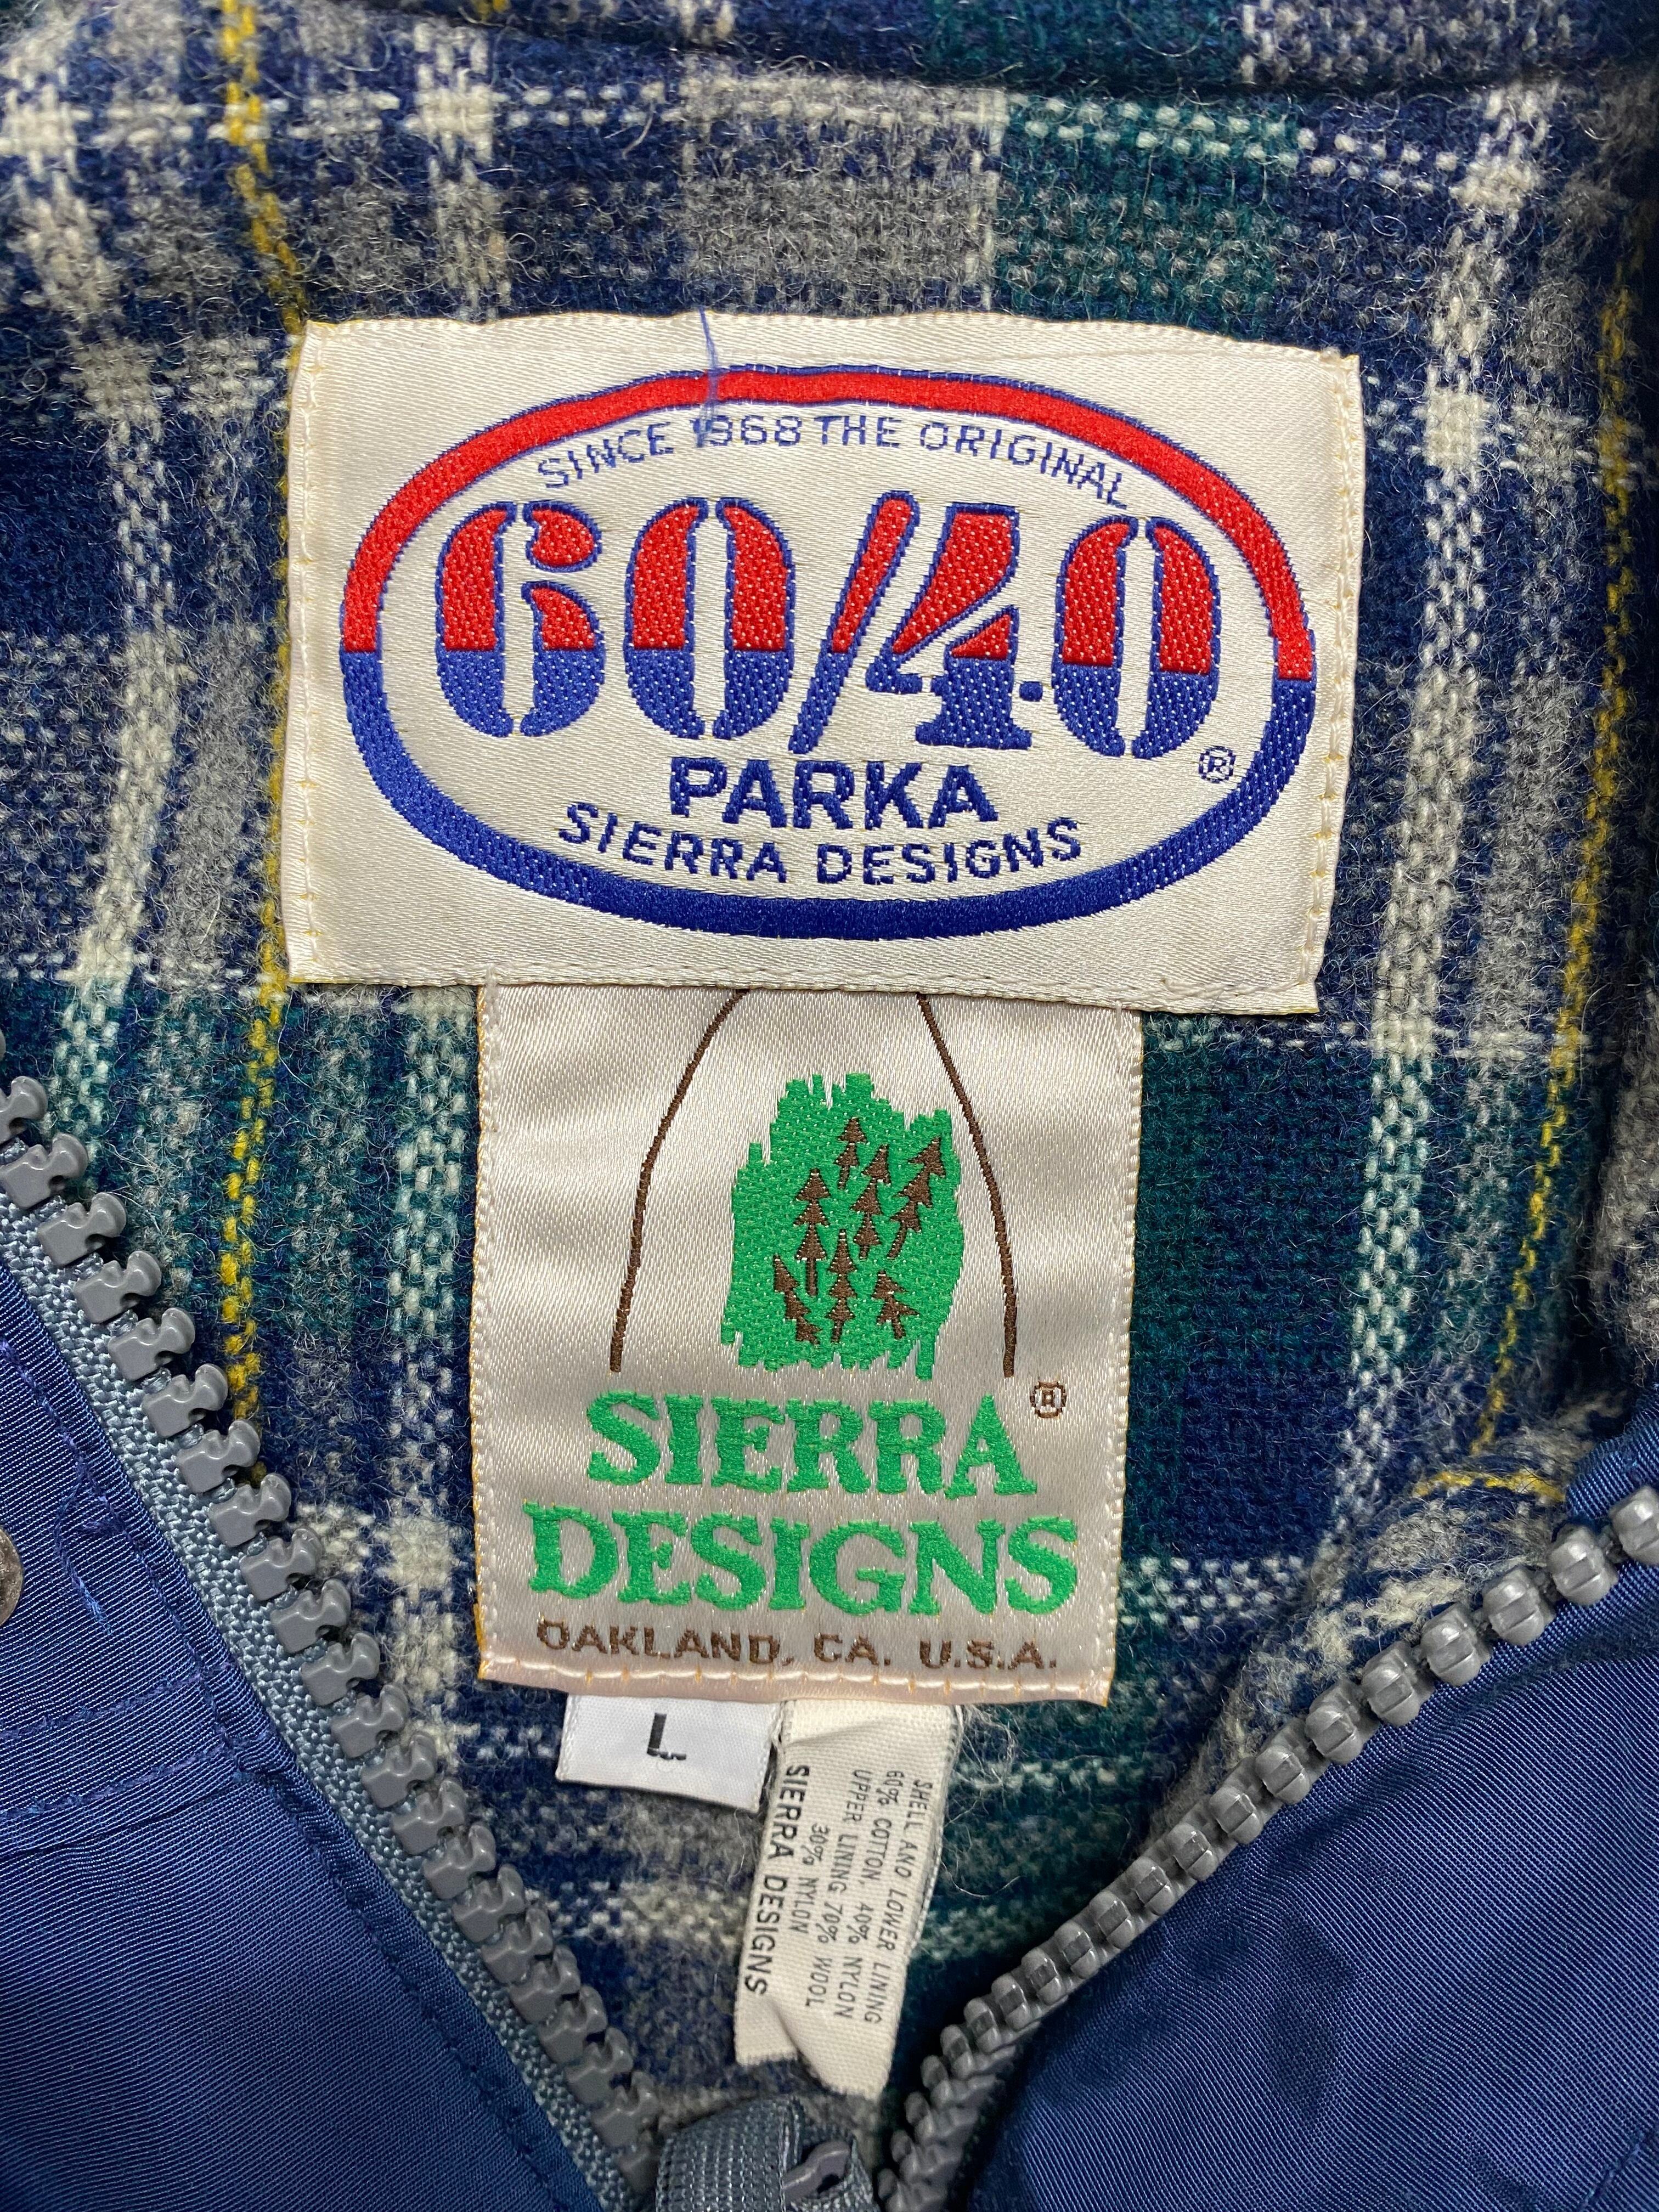 SINCE 1968 THE ORIGINAL
60/40
PARKA ®
SIERRA DESIGNS
SIERRA ®
DESIGNS
OAKLAND, CA. U.S.A.
L
SHELL AND LOWER LINING
60% COTTON, 40% NYLON
UPPER LINING 70% WOOL
30% NYLON
SIERRA DESIGNS